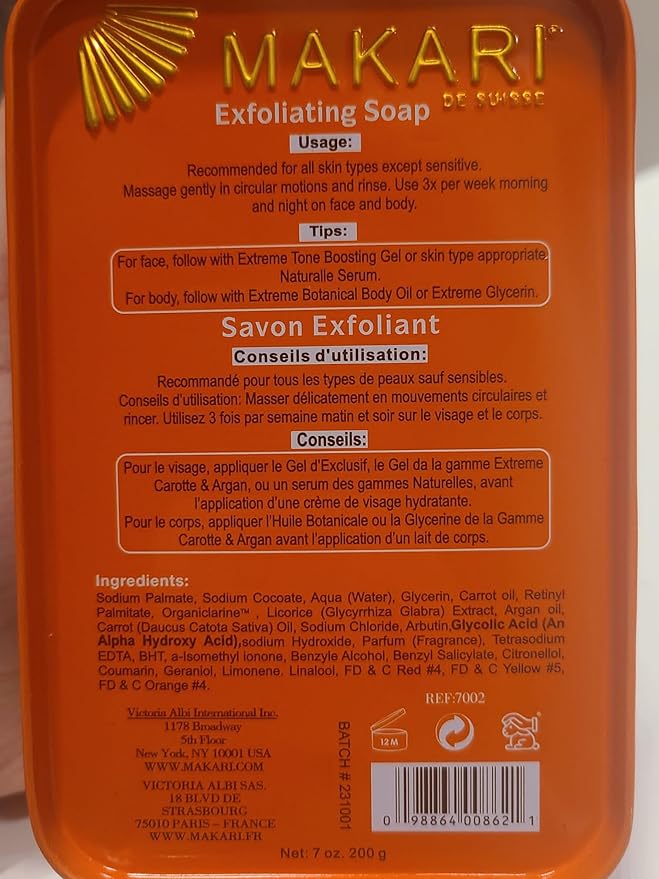 MAKARI
DE SUISSE
Exfoliating Soap
Usage:
Recommended for all skin types except sensitive.
Massage gently in circular motions and rinse. Use 3x per week morning
and night on face and body.
Tips:
For face, follow with Extreme Tone Boosting Gel or skin type appropriate
Naturalle Serum.
For body, follow with Extreme Botanical Body Oil or Extreme Glycerin.
Savon Exfoliant
Conseils d'utilisation:
Recommandé pour tous les types de peaux sauf sensibles.
Conseils d'utilisation: Masser délicatement en mouvements circulaires et
rincer. Utilisez 3 fois par semaine matin et soir sur le visage et le corps.
Conseils:
Pour le visage, appliquer le Gel d'Exclusif, le Gel da la gamme Extreme
Carotte & Argan, ou un serum des gammes Naturelles, avant
l'application d'une crème de visage hydratante.
Pour le corps, appliquer l'Huile Botanicale ou la Glycerine de la Gamme
Carotte & Argan avant l'application d'un lait de corps.
Ingredients:
Sodium Palmate, Sodium Cocoate, Aqua (Water), Glycerin, Carrot oil, Retinyl
Palmitate, Organiclarine™ , Licorice (Glycyrrhiza Glabra) Extract, Argan oil,
Carrot (Daucus Catota Sativa) Oil, Sodium Chloride, Arbutin,Glycolic Acid (An
Alpha Hydroxy Acid),sodium Hydroxide, Parfum (Fragrance), Tetrasodium
EDTA, BHT, a-Isomethyl ionone, Benzyle Alcohol, Benzyl Salicylate, Citronellol,
Coumarin, Geraniol, Limonene. Linalool, FD & C Red #4, FD & C Yellow #5,
FD & C Orange #4.
REF:7002
Victoria Albi International Inc.
1178 Broadway
5th Floor
New York, NY 10001 USA
WWW.MAKARI.COM
VICTORIA ALBI SAS.
18 BLVD DE
STRASBOURG
75010 PARIS – FRANCE
WWW.MAKARI.FR
BATCH # 231001
12 M
0 98864 00862 1
Net: 7 oz. 200 g